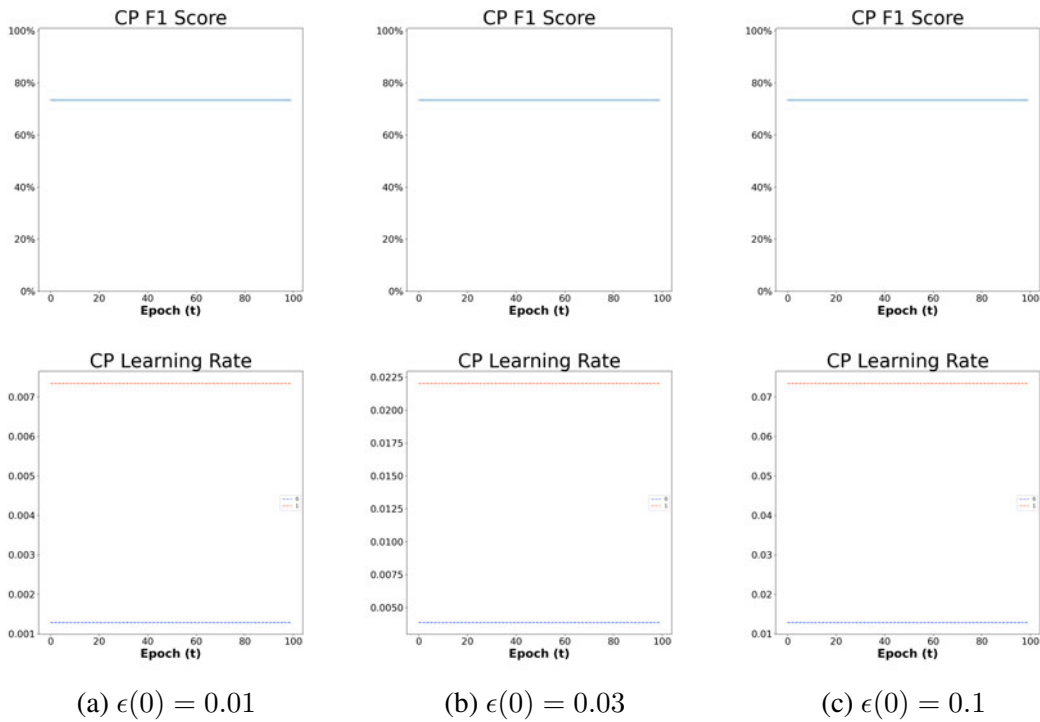 CP F1 Score CP F1 Score CP F1 Score
100% 100% 100%
80% 80% 80%
60% 60% 60%
40% 40% 40%
20% 20% 20%
0% 0% 0%
0 20 40 60 80 100 0 20 40 60 80 100 0 20 40 60 80 100
Epoch (t) Epoch (t) Epoch (t)
CP Learning Rate CP Learning Rate CP Learning Rate
0.007 0.0225 0.07
0.006 0.0200 0.06
0.005 0.0175 0.05
0.004 0.0150 0.04
0.003 0.0125 0.03
0.002 0.0100 0.02
0.001 0.0075 0.01
0.0050
0 0 0
1 1 1
0 20 40 60 80 100 0 20 40 60 80 100 0 20 40 60 80 100
Epoch (t) Epoch (t) Epoch (t)
(a) ϵ(0) = 0.01 (b) ϵ(0) = 0.03 (c) ϵ(0) = 0.1